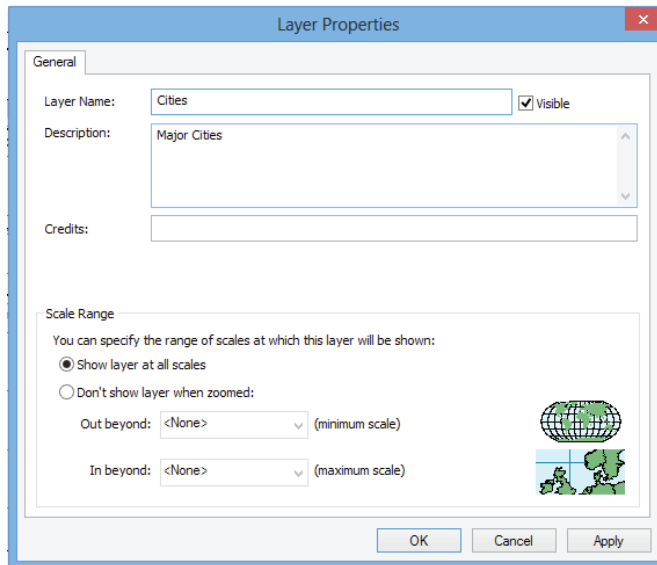 Layer Properties
General
Layer Name: Cities Visible
Description: Major Cities
Credits:
Scale Range
You can specify the range of scales at which this layer will be shown:
Show layer at all scales
Don't show layer when zoomed:
Out beyond: <None> (minimum scale)
In beyond: <None> (maximum scale)
OK Cancel Apply